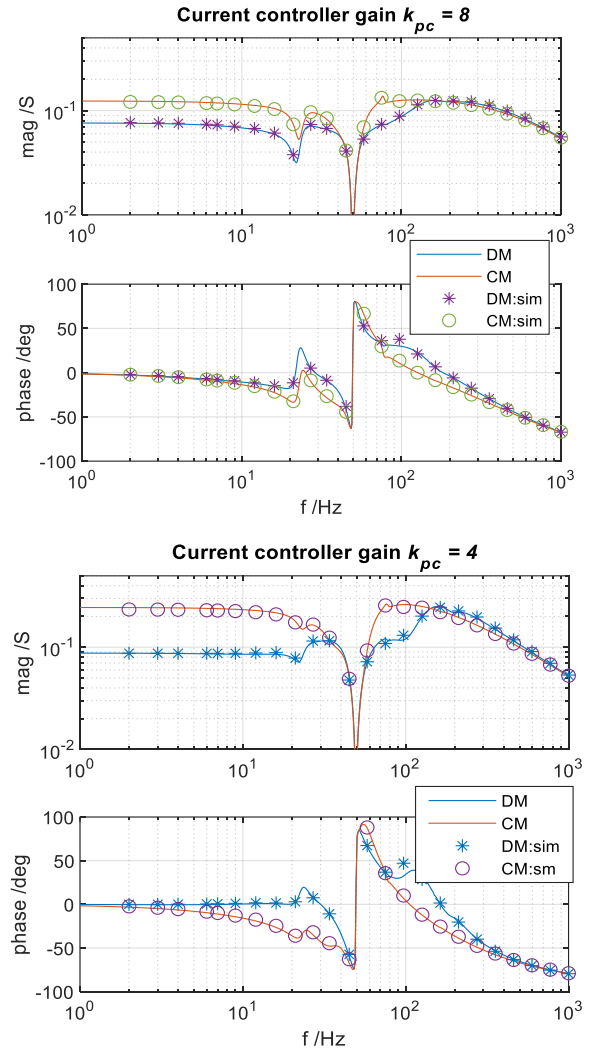 Current controller gain k_pc = 8
mag /S
10^-1
10^-2
10^0 10^1 10^2 10^3
phase /deg
100
50
0
-50
-100
DM
CM
DM:sim
CM:sim
10^0 10^1 10^2 10^3
f /Hz
Current controller gain k_pc = 4
mag /S
10^-1
10^-2
10^0 10^1 10^2 10^3
phase /deg
100
50
0
-50
-100
DM
CM
DM:sim
CM:sm
10^0 10^1 10^2 10^3
f /Hz